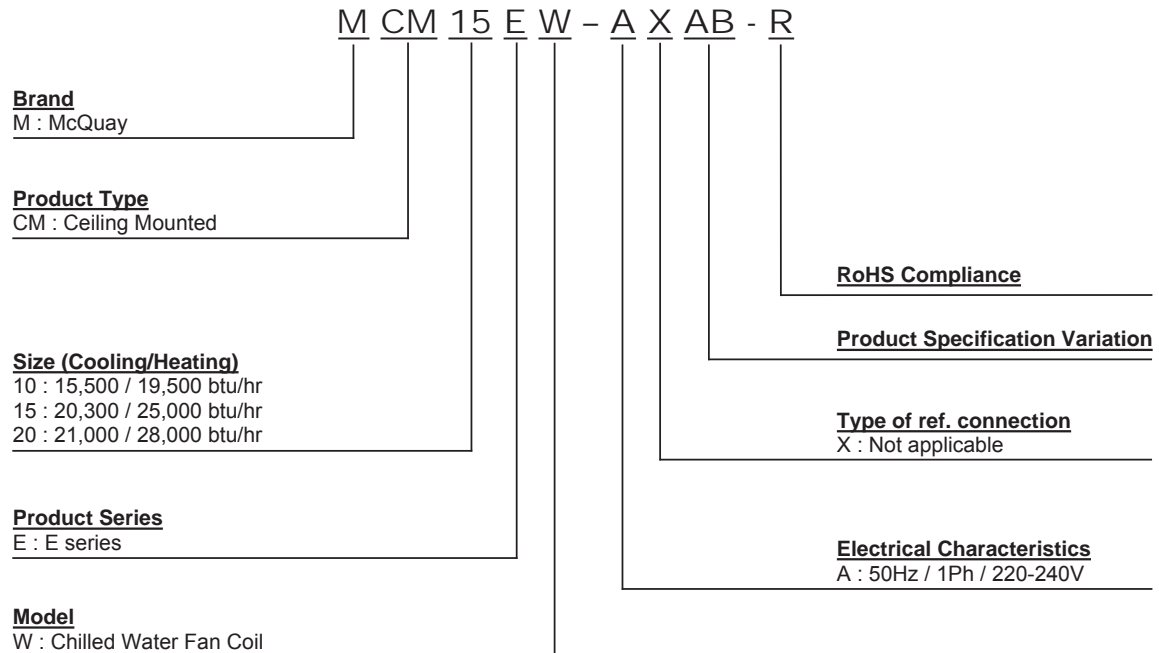 M CM 15 E W – A X AB - R
Brand
M : McQuay
Product Type
CM : Ceiling Mounted
Size (Cooling/Heating)
10 : 15,500 / 19,500 btu/hr
15 : 20,300 / 25,000 btu/hr
20 : 21,000 / 28,000 btu/hr
Product Series
E : E series
Model
W : Chilled Water Fan Coil
RoHS Compliance
Product Specification Variation
Type of ref. connection
X : Not applicable
Electrical Characteristics
A : 50Hz / 1Ph / 220-240V